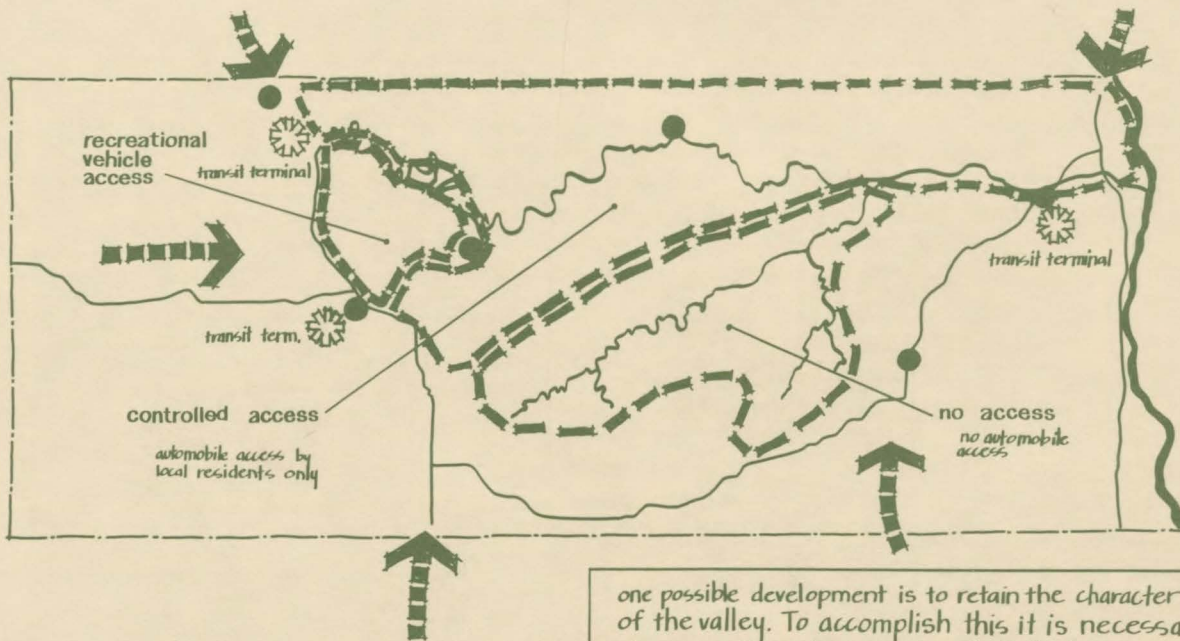 recreational
vehicle
access
transit terminal
transit terminal
transit term.
controlled access
automobile access by
local residents only
no access
no automobile
access
one possible development is to retain the character
of the valley. To accomplish this it is